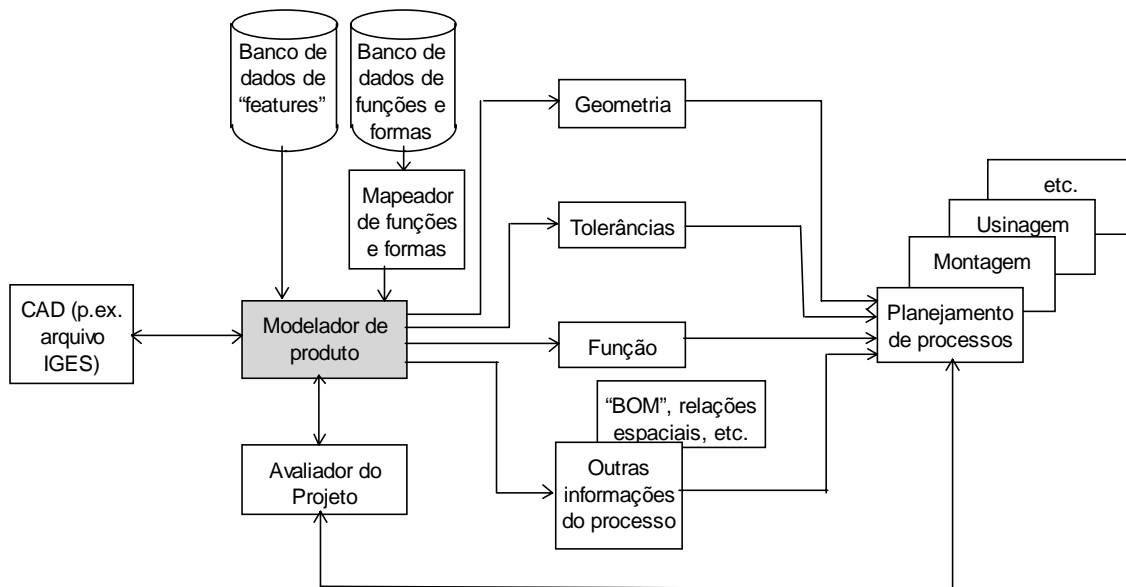 Banco de
dados de
“features”
Banco de
dados de
funções e
formas
Mapeador
de funções
e formas
CAD (p.ex.
arquivo
IGES)
Modelador de
produto
Avaliador do
Projeto
Geometria
Tolerâncias
Função
“BOM”, relações
espaciais, etc.
Outras
informações
do processo
etc.
Usinagem
Montagem
Planejamento
de processos